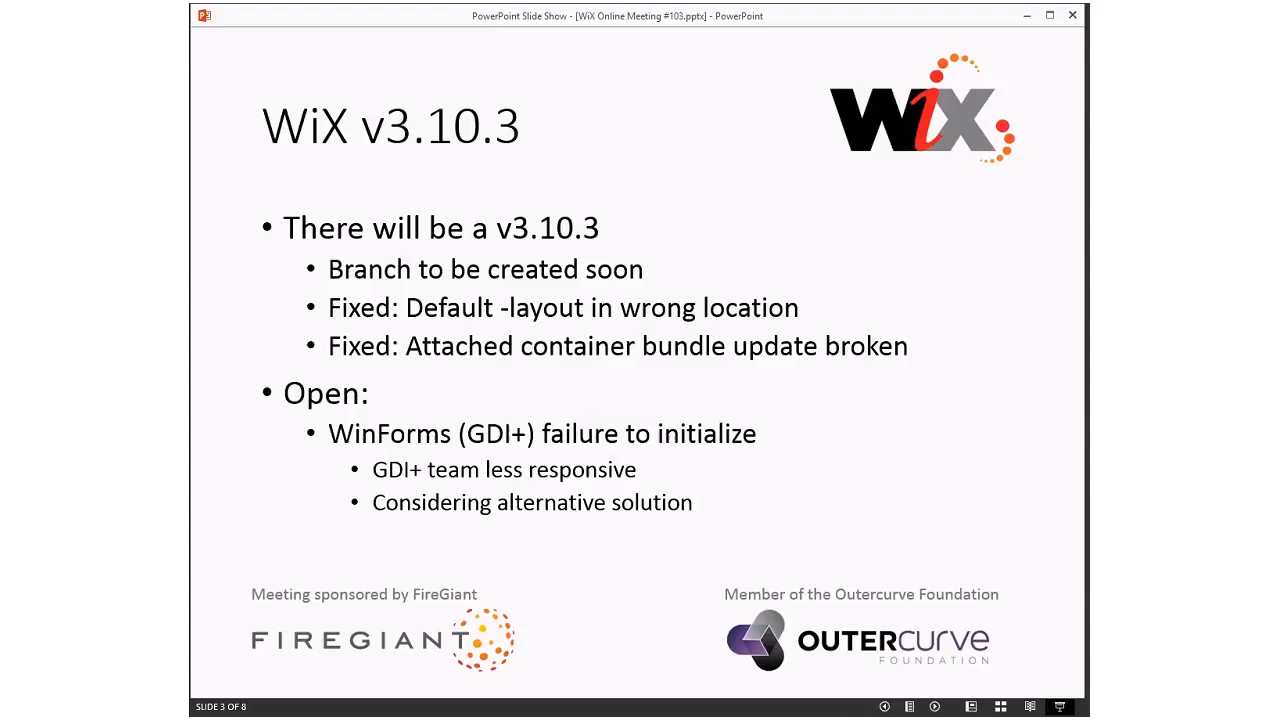 PowerPoint Slide Show - [WiX Online Meeting #103.pptx] - PowerPoint
WiX
WiX v3.10.3
• There will be a v3.10.3
• Branch to be created soon
• Fixed: Default -layout in wrong location
• Fixed: Attached container bundle update broken
• Open:
• WinForms (GDI+) failure to initialize
• GDI+ team less responsive
• Considering alternative solution
Meeting sponsored by FireGiant
FIREGIANT
Member of the Outercurve Foundation
OUTERCURVE
FOUNDATION
SLIDE 3 OF 8